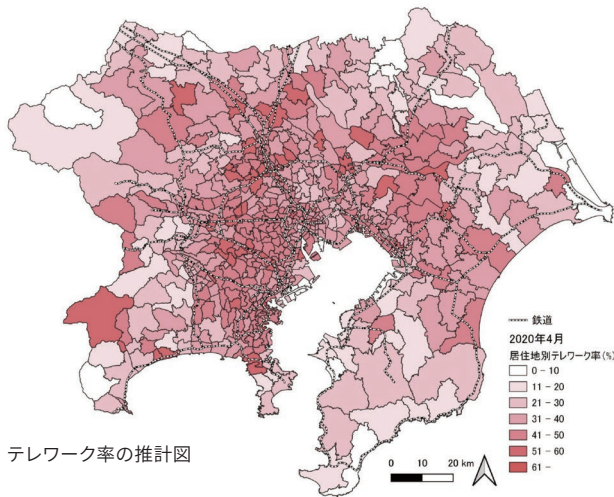 鉄道
2020年4月
居住地別テレワーク率(%)
0 - 10
11 - 20
21 - 30
31 - 40
41 - 50
51 - 60
61 -
テレワーク率の推計図
0 10 20 km